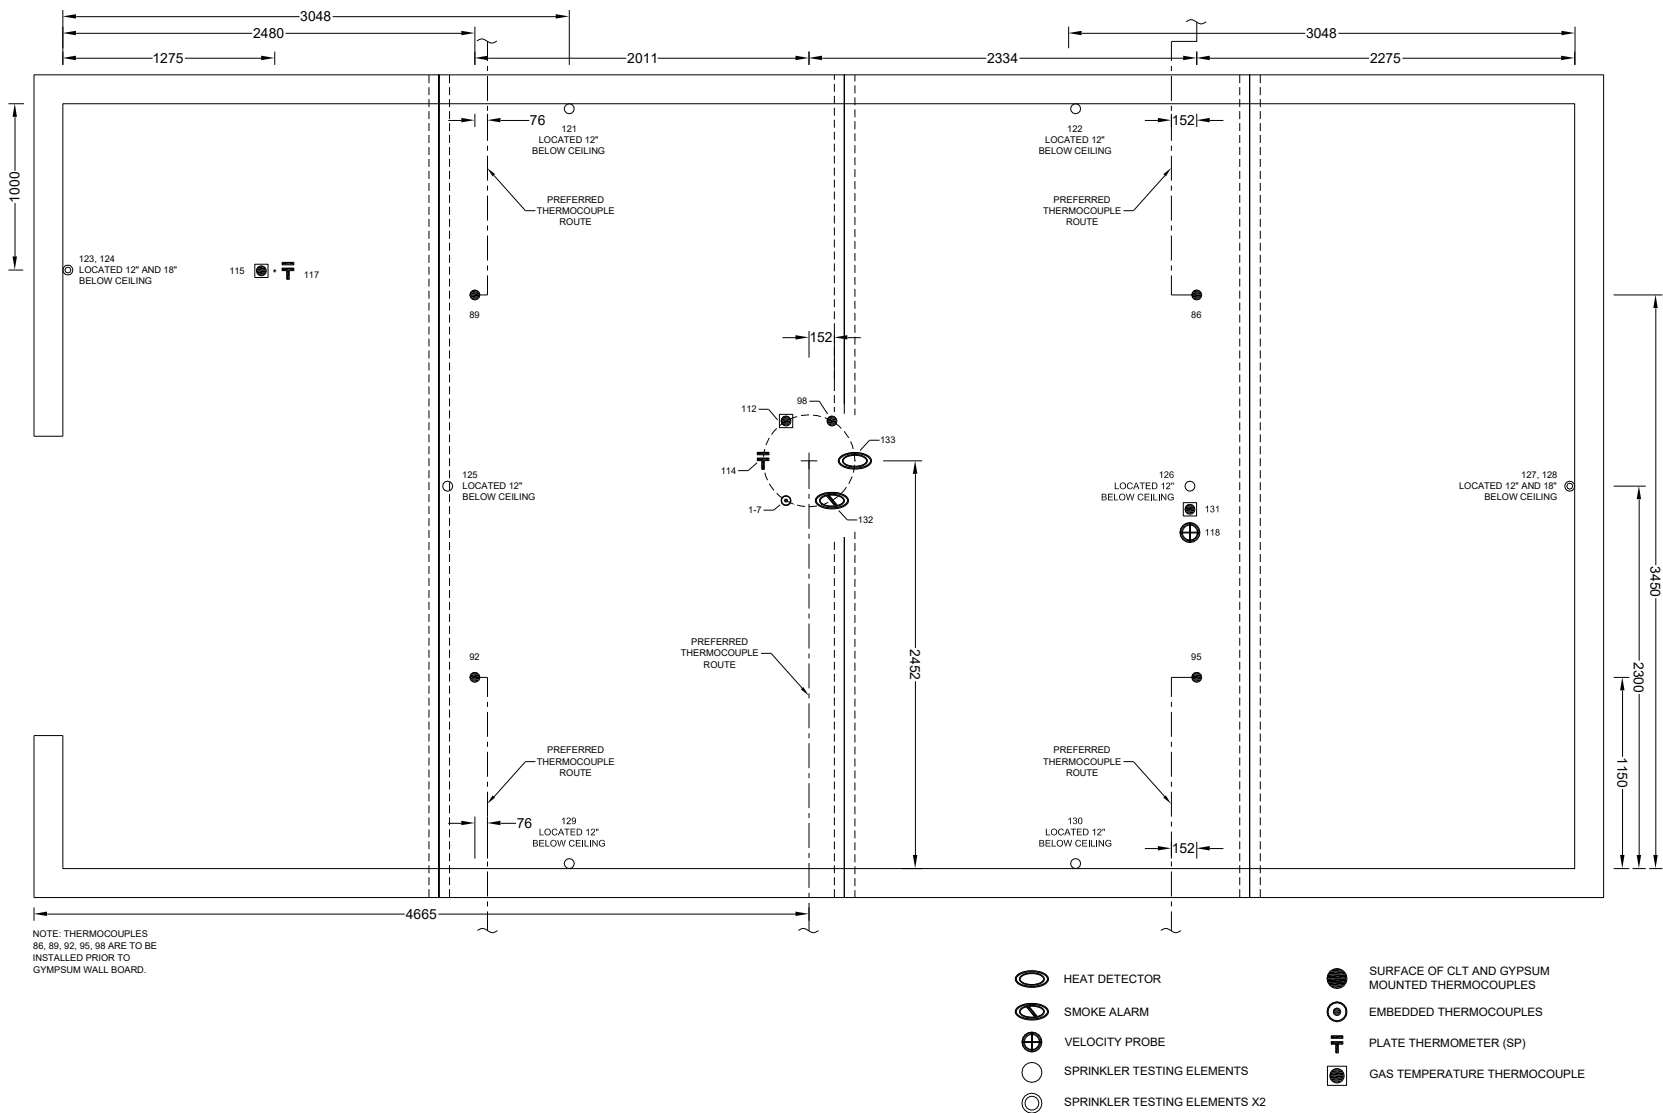 3048
2480
3048
1275
2011
2334
2275
76
121
LOCATED 12"
BELOW CEILING
122
LOCATED 12"
BELOW CEILING
152
1000
PREFERRED
THERMOCOUPLE
ROUTE
PREFERRED
THERMOCOUPLE
ROUTE
123, 124
LOCATED 12" AND 18"
BELOW CEILING
115
117
89
86
152
98
112
133
114
125
LOCATED 12"
BELOW CEILING
126
LOCATED 12"
BELOW CEILING
127, 128
LOCATED 12" AND 18"
BELOW CEILING
1-7
132
131
118
3450
PREFERRED
THERMOCOUPLE
ROUTE
92
95
2452
2300
PREFERRED
THERMOCOUPLE
ROUTE
PREFERRED
THERMOCOUPLE
ROUTE
1150
76
129
LOCATED 12"
BELOW CEILING
130
LOCATED 12"
BELOW CEILING
152
4665
NOTE: THERMOCOUPLES
86, 89, 92, 95, 98 ARE TO BE
INSTALLED PRIOR TO
GYMPSUM WALL BOARD.
HEAT DETECTOR
SMOKE ALARM
VELOCITY PROBE
SPRINKLER TESTING ELEMENTS
SPRINKLER TESTING ELEMENTS X2
SURFACE OF CLT AND GYPSUM
MOUNTED THERMOCOUPLES
EMBEDDED THERMOCOUPLES
PLATE THERMOMETER (SP)
GAS TEMPERATURE THERMOCOUPLE